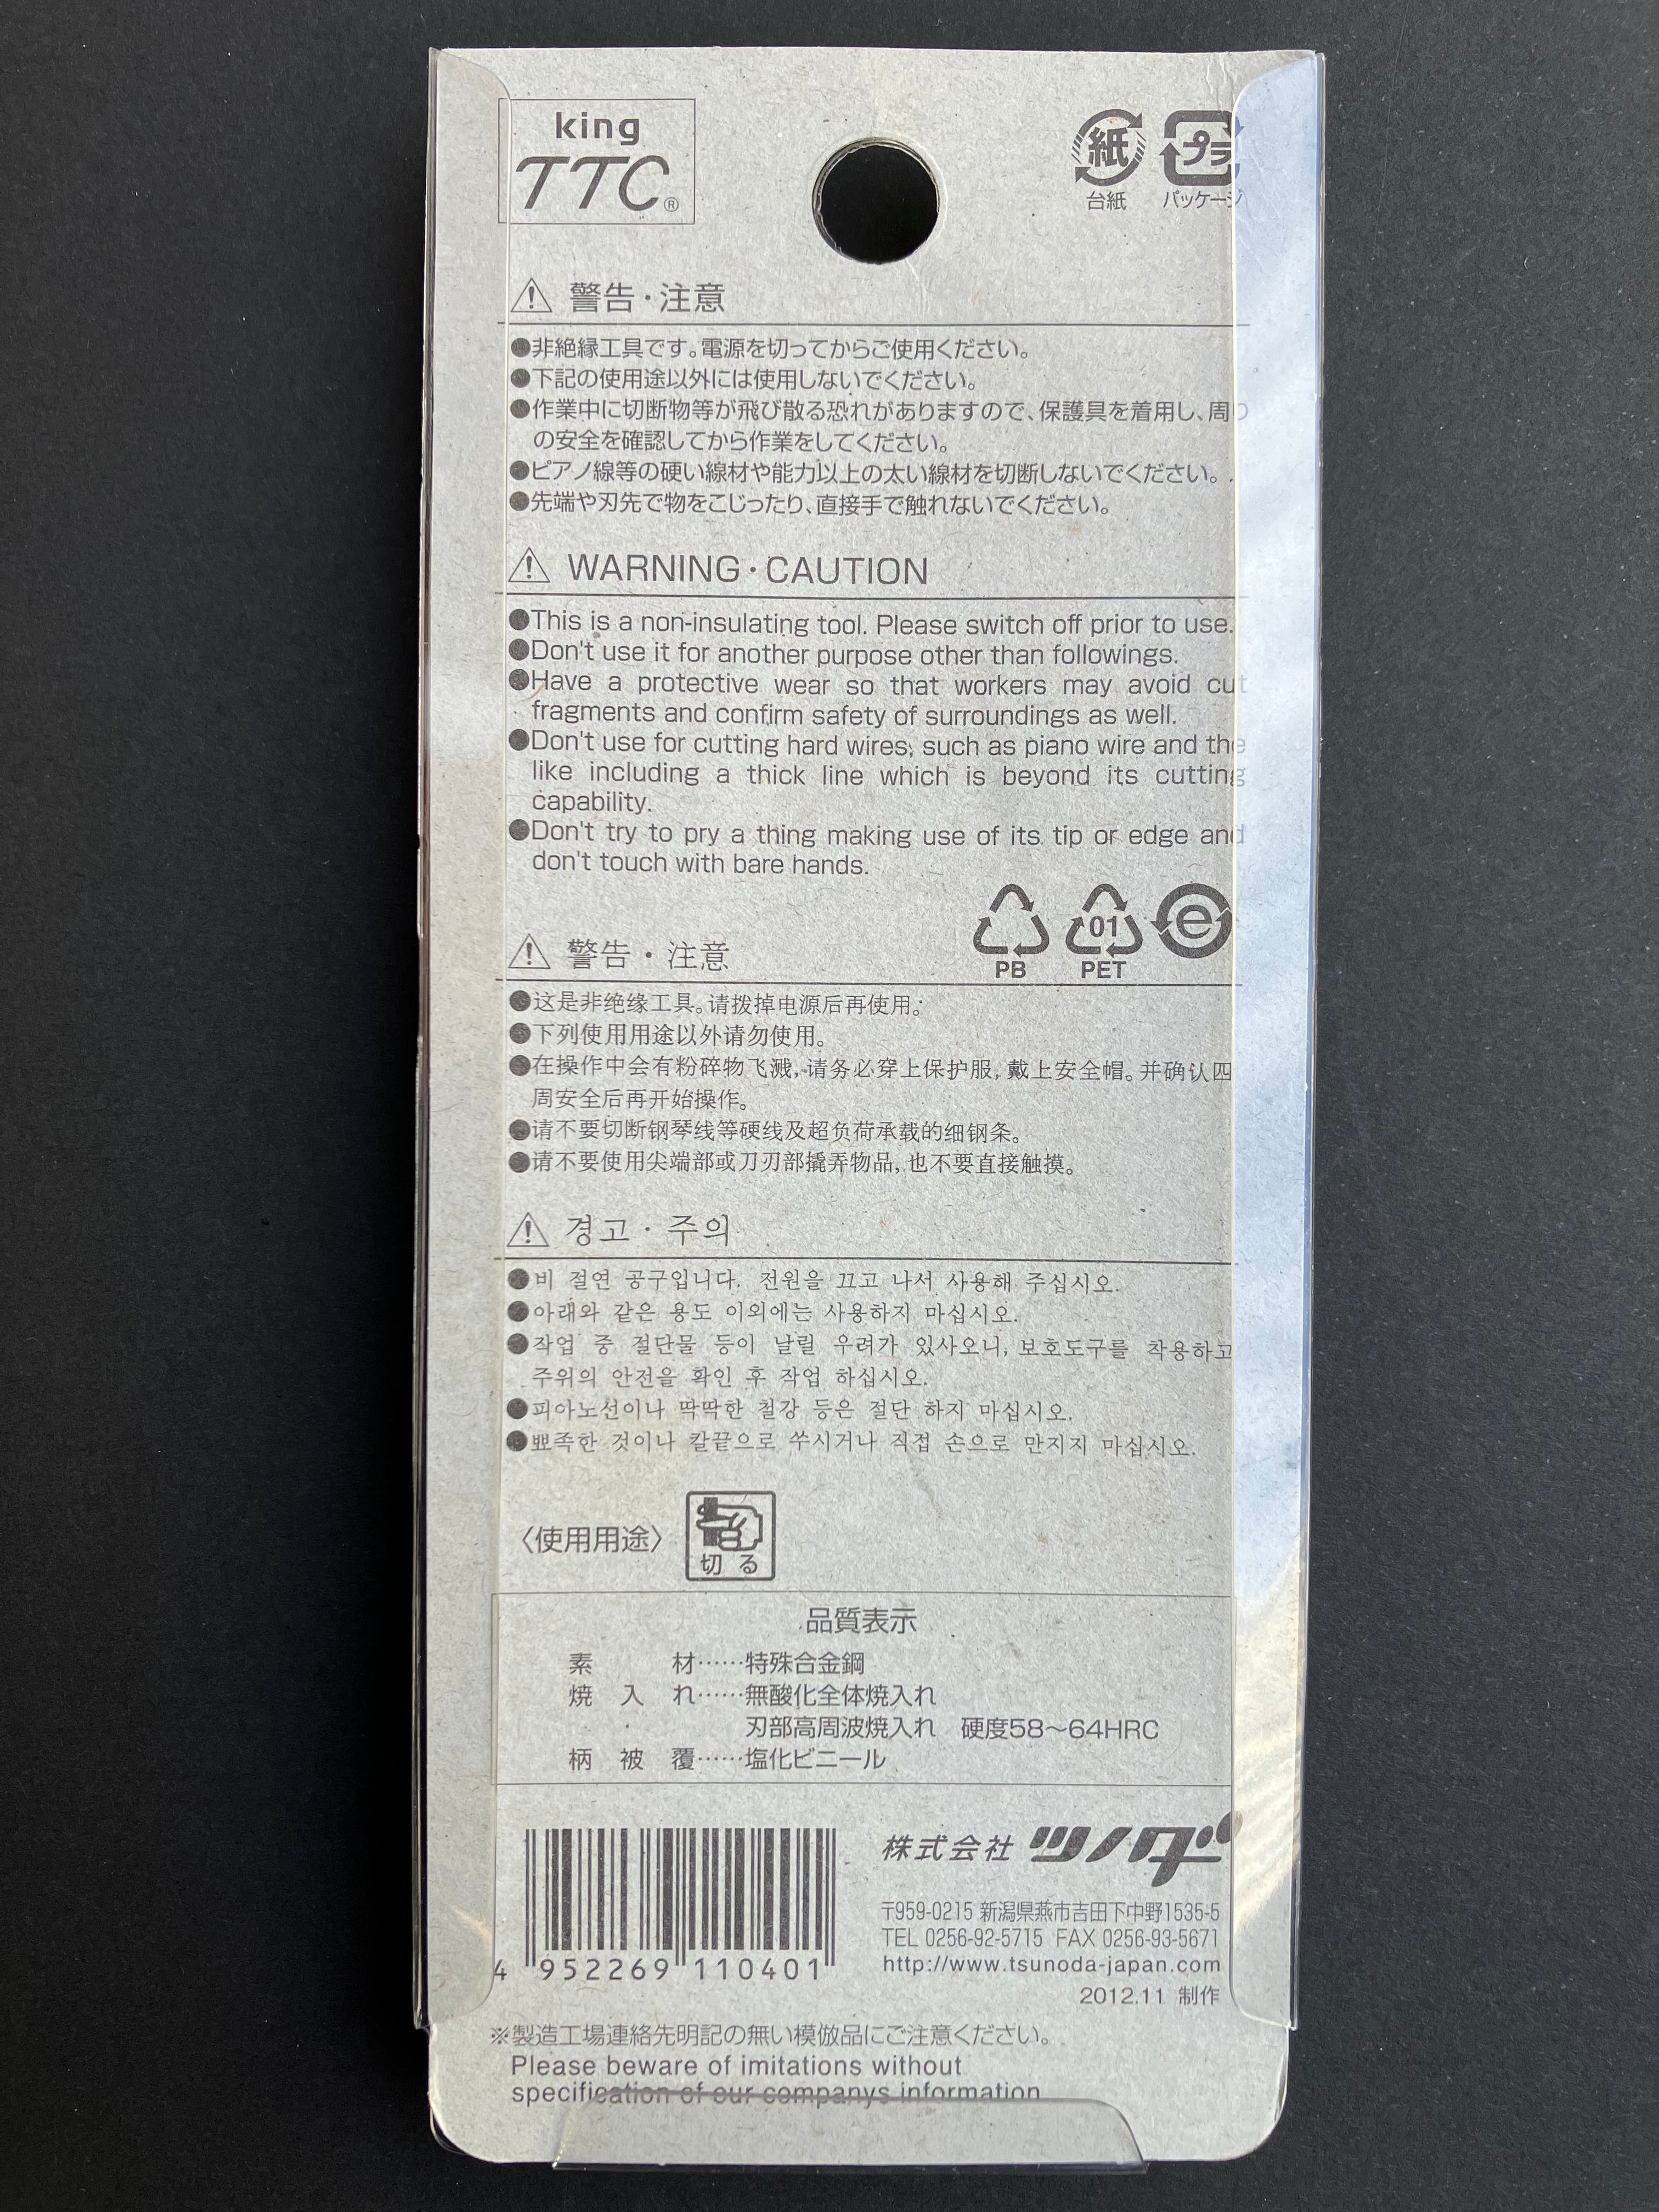 king
TTC®
紙
台紙
プラ
パッケージ
警告・注意
●非絶縁工具です。電源を切ってからご使用ください。
●下記の使用途以外には使用しないでください。
●作業中に切断物等が飛び散る恐れがありますので、保護具を着用し、周り
の安全を確認してから作業をしてください。
●ピアノ線等の硬い線材や能力以上の太い線材を切断しないでください。
●先端や刃先で物をこじったり、直接手で触れないでください。
WARNING・CAUTION
●This is a non-insulating tool. Please switch off prior to use.
●Don't use it for another purpose other than followings.
●Have a protective wear so that workers may avoid cut
fragments and confirm safety of surroundings as well.
●Don't use for cutting hard wires, such as piano wire and the
like including a thick line which is beyond its cutting
capability.
●Don't try to pry a thing making use of its tip or edge and
don't touch with bare hands.
PB
01
PET
e
警告・注意
●这是非绝缘工具。请拨掉电源后再使用。
●下列使用用途以外请勿使用。
●在操作中会有粉碎物飞溅,请务必穿上保护服,戴上安全帽。并确认四
周安全后再开始操作。
●请不要切断钢琴线等硬线及超负荷承载的细钢条。
●请不要使用尖端部或刀刃部撬弄物品,也不要直接触摸。
경고・주의
●비 절연 공구입니다. 전원을 끄고 나서 사용해 주십시오.
●아래와 같은 용도 이외에는 사용하지 마십시오.
●작업 중 절단물 등이 날릴 우려가 있사오니, 보호도구를 착용하고
주위의 안전을 확인 후 작업 하십시오.
●피아노선이나 딱딱한 철강 등은 절단 하지 마십시오.
●뾰족한 것이나 칼끝으로 쑤시거나 직접 손으로 만지지 마십시오.
〈使用用途〉
切る
品質表示
素材……特殊合金鋼
焼入れ……無酸化全体焼入れ
刃部高周波焼入れ 硬度58〜64HRC
柄被覆……塩化ビニール
4 952269 110401
株式会社 ツノダ
〒959-0215 新潟県燕市吉田下中野1535-5
TEL 0256-92-5715 FAX 0256-93-5671
http://www.tsunoda-japan.com
2012.11 制作
※製造工場連絡先明記の無い模倣品にご注意ください。
Please beware of imitations without
specification of our companys information